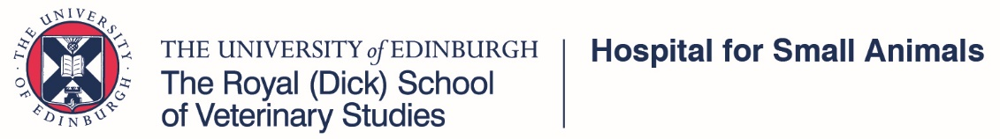 THE UNIVERSITY OF EDINBURGH
THE UNIVERSITY of EDINBURGH
The Royal (Dick) School
of Veterinary Studies
Hospital for Small Animals